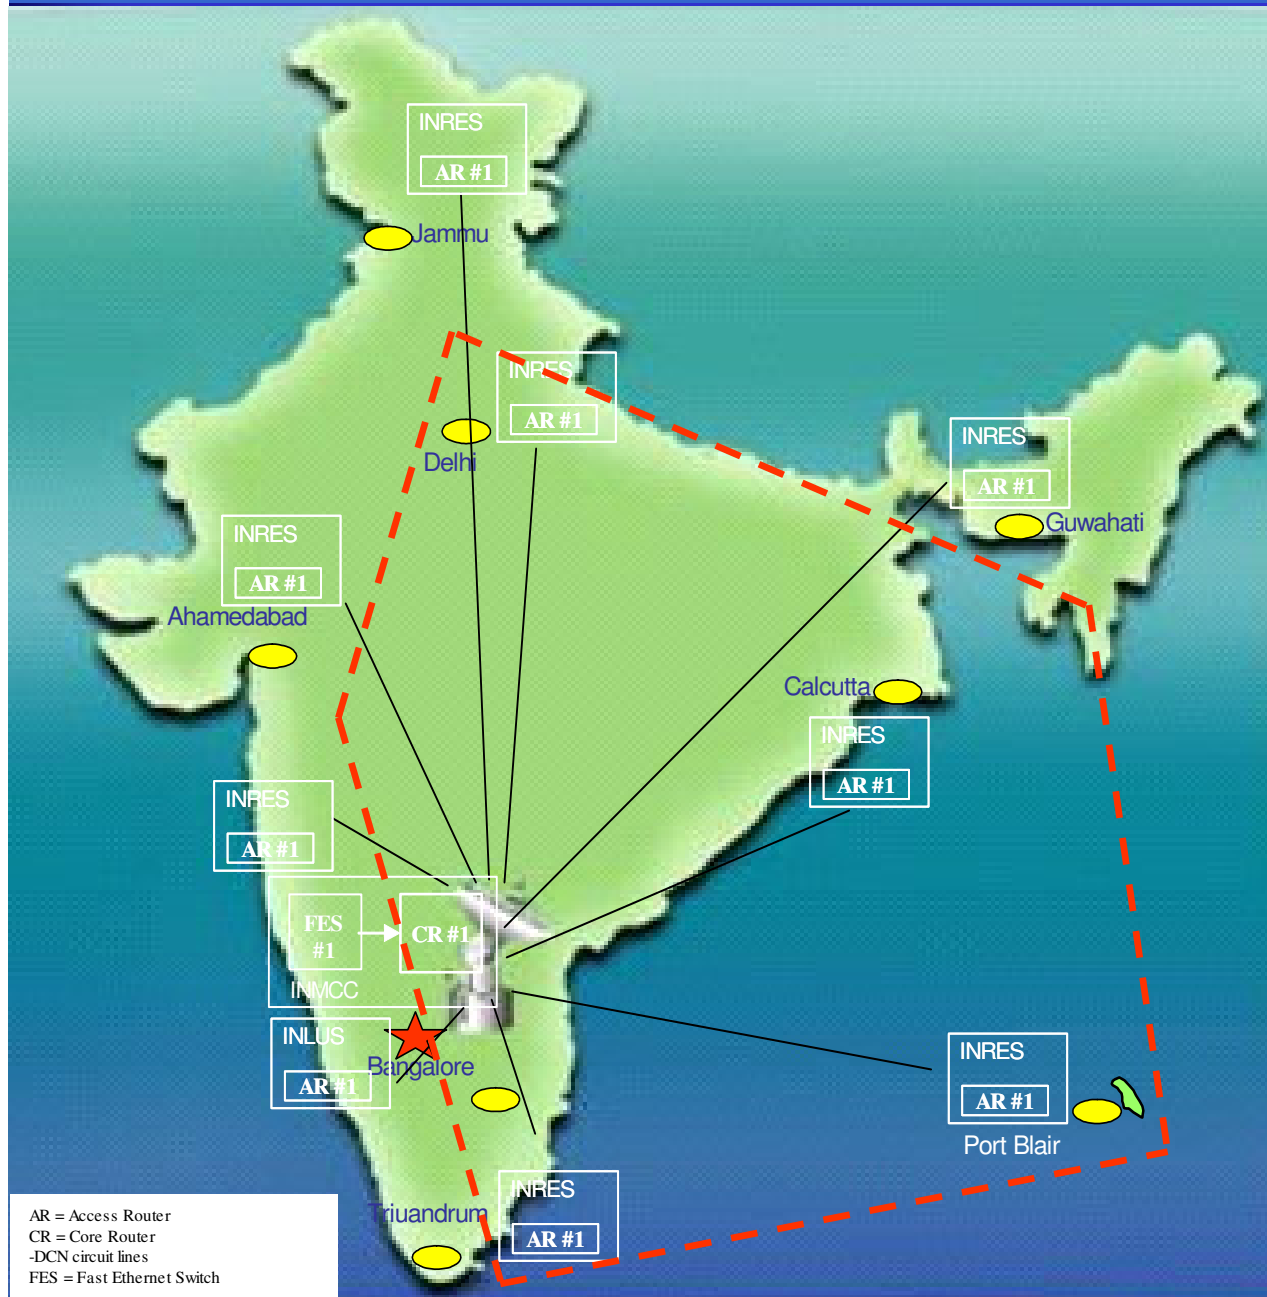 INRES
AR #1
Jammu
INRES
AR #1
Delhi
INRES
AR #1
Guwahati
INRES
AR #1
Ahamedabad
Calcutta
INRES
AR #1
INRES
AR #1
FES
#1
CR #1
INMCC
INLUS
AR #1
Bangalore
INRES
AR #1
Port Blair
INRES
AR #1
Triuandrum
AR = Access Router
CR = Core Router
-DCN circuit lines
FES = Fast Ethernet Switch